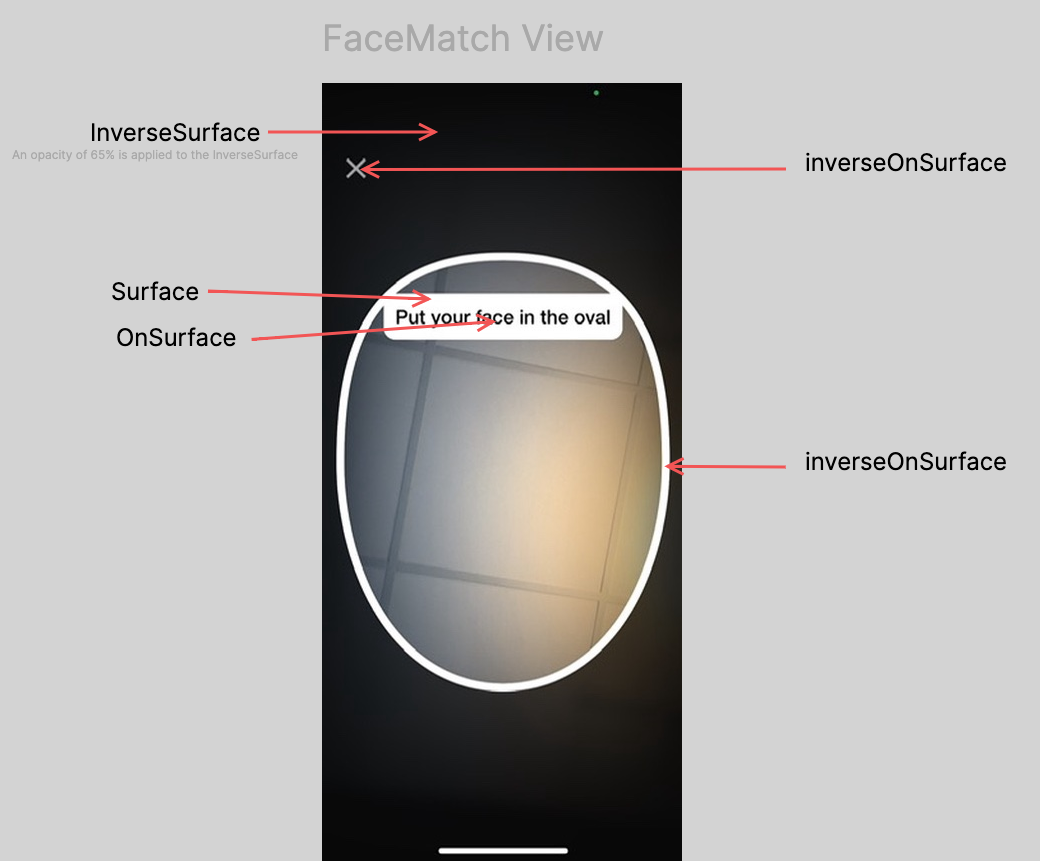 FaceMatch View
InverseSurface
An opacity of 65% is applied to the InverseSurface
inverseOnSurface
Surface
Put your face in the oval
OnSurface
inverseOnSurface